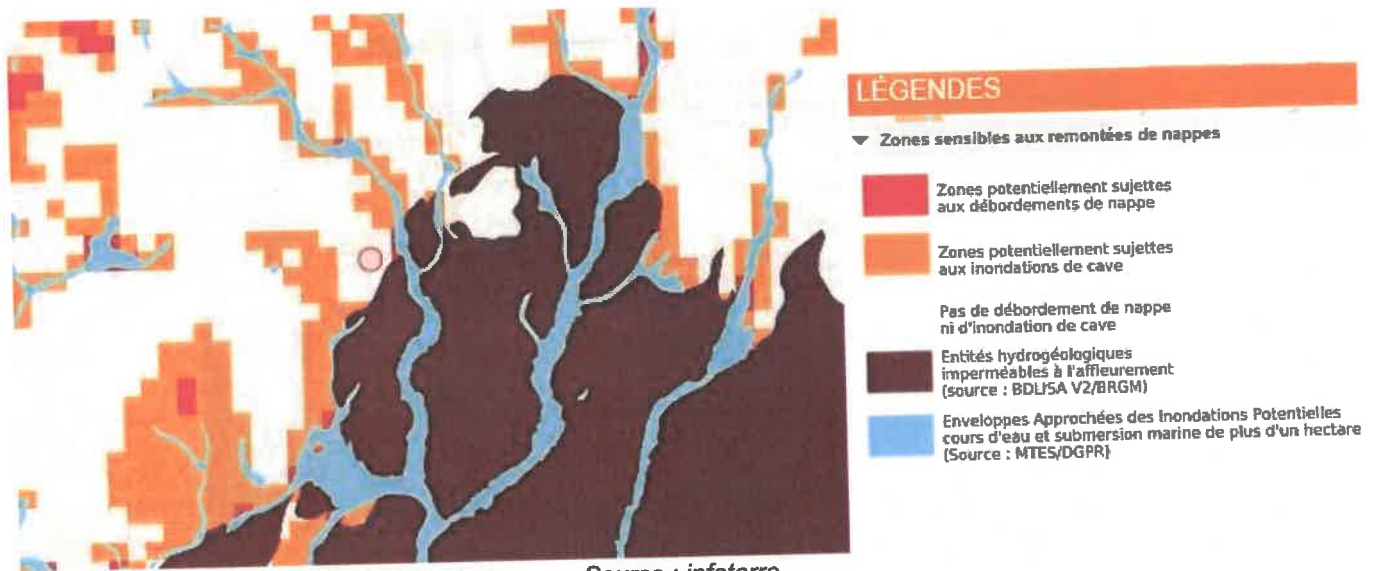 LÉGENDES
Zones sensibles aux remontées de nappes
Zones potentiellement sujettes
aux débordements de nappe
Zones potentiellement sujettes
aux inondations de cave
Pas de débordement de nappe
ni d'inondation de cave
Entités hydrogéologiques
imperméables à l'affleurement
(source : BDLISA V2/BRGM)
Enveloppes Approchées des Inondations Potentielles
cours d'eau et submersion marine de plus d'un hectare
(Source : MTES/DGPR)
Source : infoterre